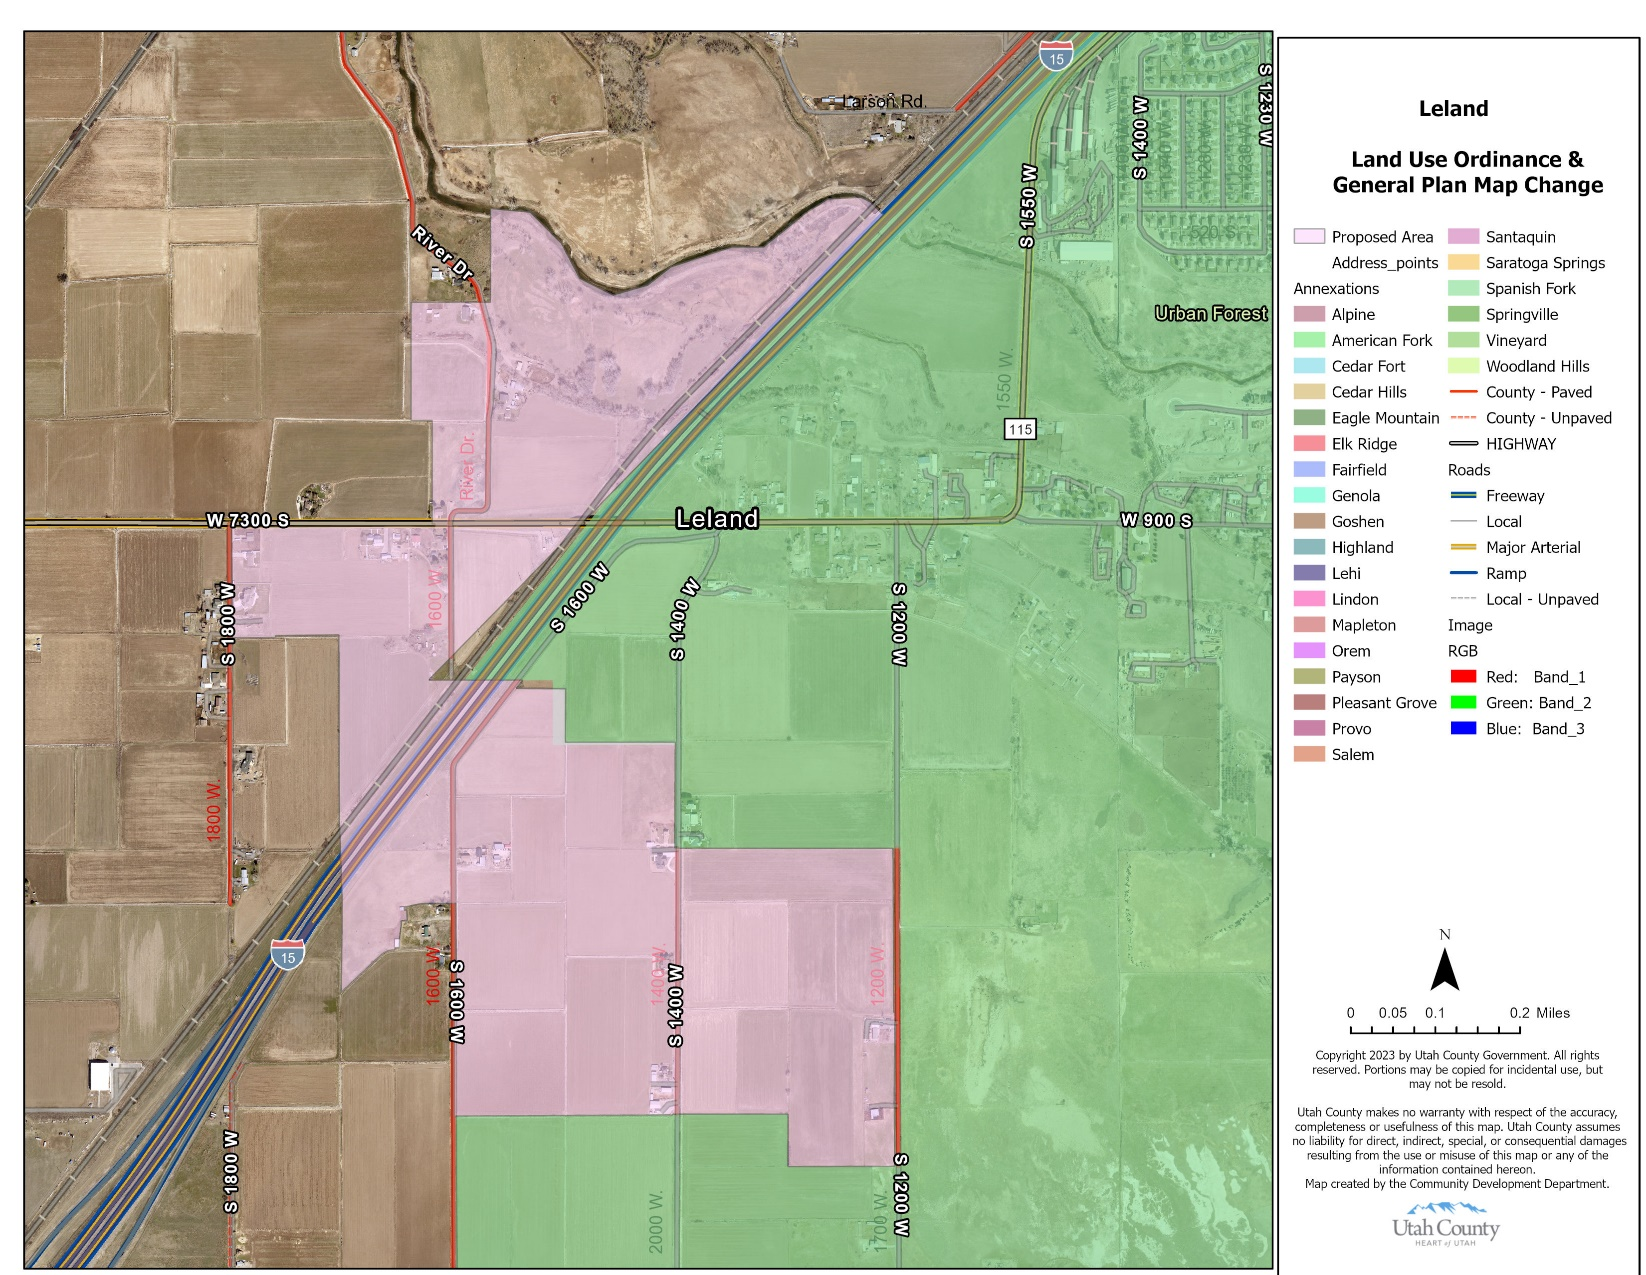 15
Larson Rd.
S 1400 W
S 1230 W
S 1550 W
River Dr
520 S
Urban Forest
1550 W.
115
River Dr.
W 7300 S
Leland
W 900 S
1600 W.
S 1800 W
S 1600 W
S 1400 W
S 1200 W
1800 W.
15
1600 W.
S 1600 W
1400 W.
S 1400 W
1200 W.
S 1800 W
2000 W.
1700 W.
S 1200 W
Leland
Land Use Ordinance &
General Plan Map Change
Proposed Area
Address_points
Annexations
Alpine
American Fork
Cedar Fort
Cedar Hills
Eagle Mountain
Elk Ridge
Fairfield
Genola
Goshen
Highland
Lehi
Lindon
Mapleton
Orem
Payson
Pleasant Grove
Provo
Salem
Santaquin
Saratoga Springs
Spanish Fork
Springville
Vineyard
Woodland Hills
County - Paved
County - Unpaved
HIGHWAY
Roads
Freeway
Local
Major Arterial
Ramp
Local - Unpaved
Image
RGB
Red: Band_1
Green: Band_2
Blue: Band_3
N
0 0.05 0.1 0.2 Miles
Copyright 2023 by Utah County Government. All rights
reserved. Portions may be copied for incidental use, but
may not be resold.
Utah County makes no warranty with respect of the accuracy,
completeness or usefulness of this map. Utah County assumes
no liability for direct, indirect, special, or consequential damages
resulting from the use or misuse of this map or any of the
information contained hereon.
Map created by the Community Development Department.
Utah County
HEART of UTAH